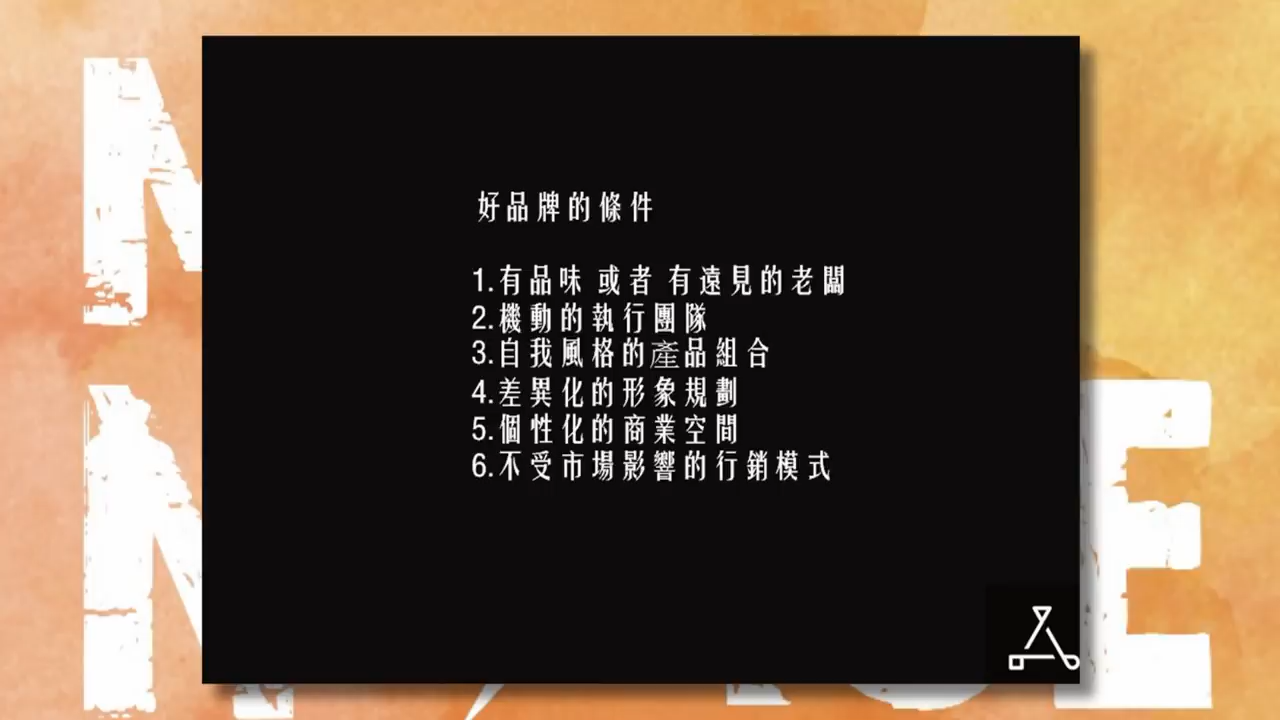 好品牌的條件
1.有品味 或者 有遠見的老闆
2.機動的執行團隊
3.自我風格的產品組合
4.差異化的形象規劃
5.個性化的商業空間
6.不受市場影響的行銷模式